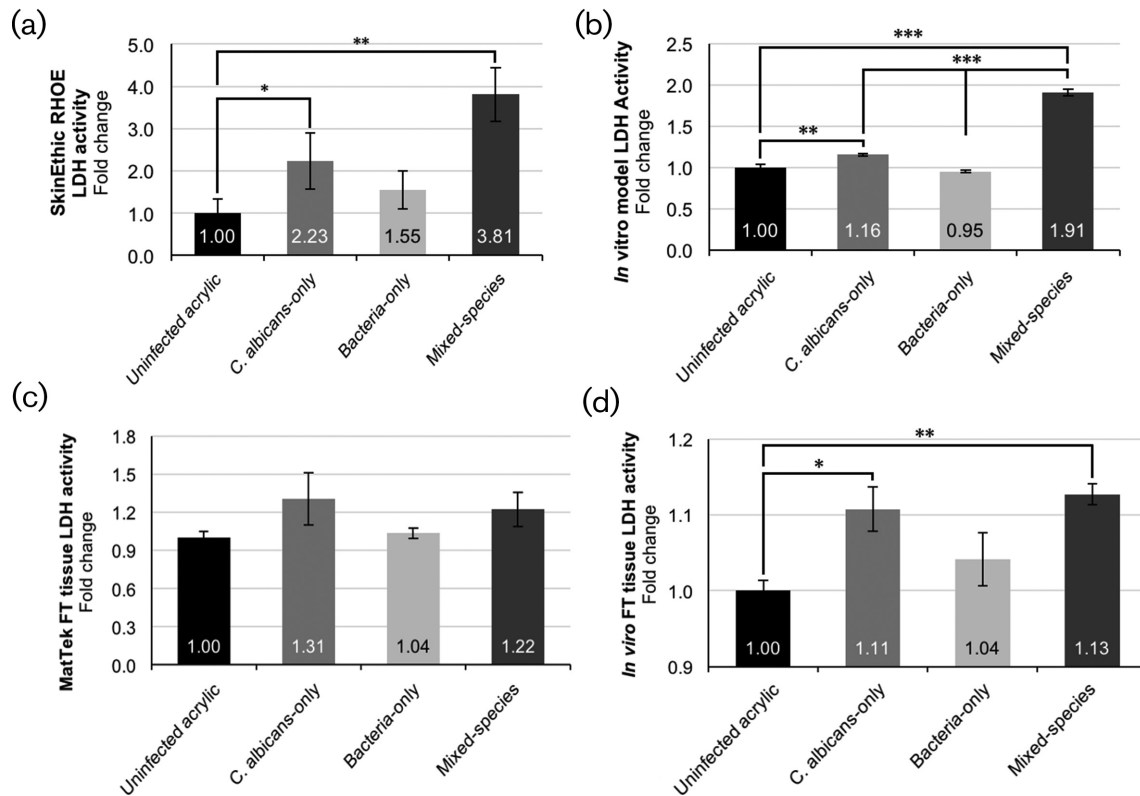 (a)
SkinEthic RHOE
LDH activity
Fold change
5.0
4.0
3.0
2.0
1.0
0.0
**
*
1.00
2.23
1.55
3.81
Uninfected acrylic
C. albicans-only
Bacteria-only
Mixed-species
(b)
In vitro model LDH Activity
Fold change
2.5
2.0
1.5
1.0
0.5
0.0
***
***
**
1.00
1.16
0.95
1.91
Uninfected acrylic
C. albicans-only
Bacteria-only
Mixed-species
(c)
MatTek FT tissue LDH activity
Fold change
1.8
1.5
1.2
0.9
0.6
0.3
0.0
1.00
1.31
1.04
1.22
Uninfected acrylic
C. albicans-only
Bacteria-only
Mixed-species
(d)
In viro FT tissue LDH activity
Fold change
1.2
1.1
1.0
0.9
**
*
1.00
1.11
1.04
1.13
Uninfected acrylic
C. albicans-only
Bacteria-only
Mixed-species